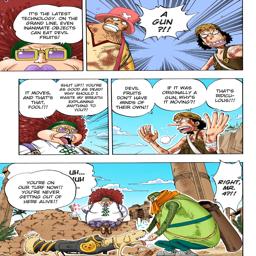 IT'S THE LATEST
TECHNOLOGY. ON THE
GRAND LINE, EVEN
INANIMATE OBJECTS
CAN EAT DEVIL
FRUITS!
A
GUN
?!!
IT MOVES,
AND THAT'S
THAT,
FOOL!!!
SHUT UP!! YOU'RE
AS GOOD AS DEAD!
WHY SHOULD I
WASTE MY BREATH
EXPLAINING
ANYTHING TO
YOU?!
DEVIL
FRUITS
DON'T HAVE
MINDS OF
THEIR OWN!
IF IT WAS
ORIGINALLY A
GUN, WHY'S
IT MOVING?!
THAT'S
RIDICU-
LOUS!!!
YOU'RE ON
OUR TURF NOW!!
YOU'RE NEVER
GETTING OUT OF
HERE ALIVE!!
UH...
UH
RIGHT,
MR.
4?!!